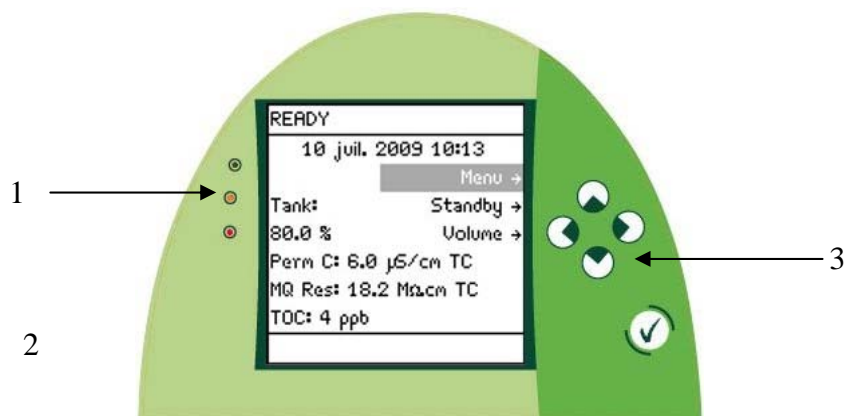 READY
10 juil. 2009 10:13
Menu →
Tank: Standby →
80.0 % Volume →
Perm C: 6.0 µS/cm TC
MQ Res: 18.2 MΩcm TC
TOC: 4 ppb
1
2
3